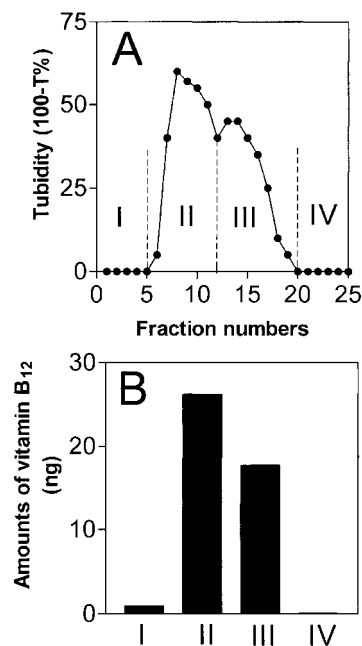 A
75
50
25
0
Tubidity (100-T%)
I
II
III
IV
0
5
10
15
20
25
Fraction numbers
B
30
20
10
0
Amounts of vitamin B12
(ng)
I
II
III
IV